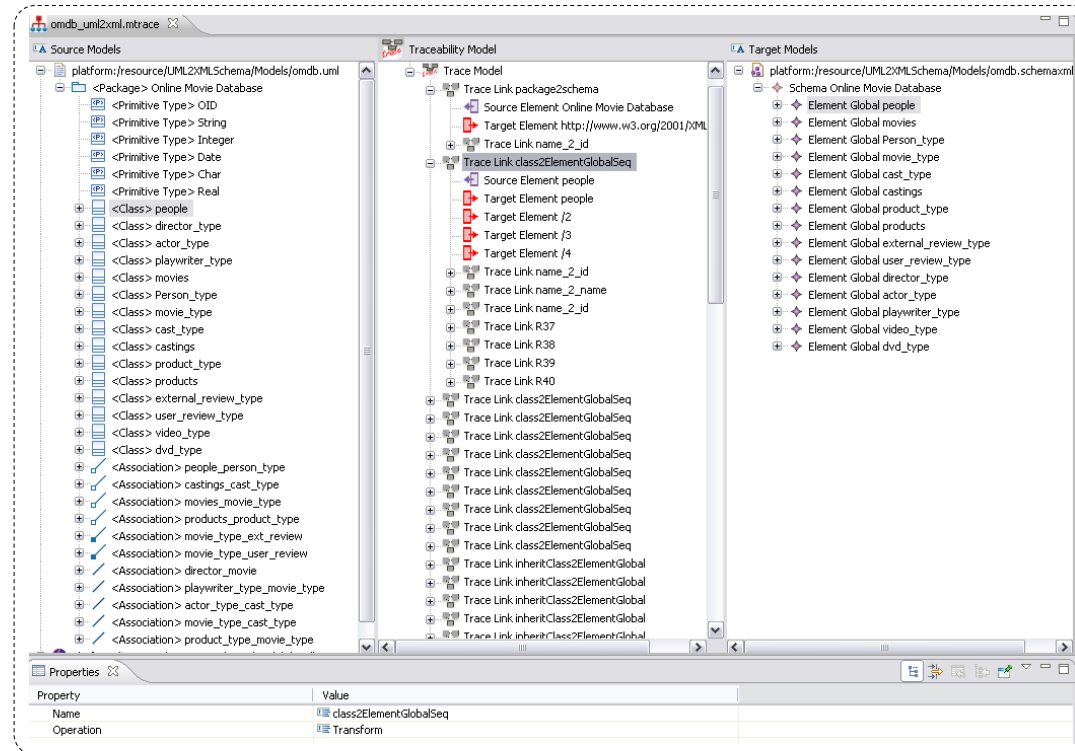 omdb_uml2xml.mtrace
Source Models
platform:/resource/UML2XMLSchema/Models/omdb.uml
<Package> Online Movie Database
<Primitive Type> OID
<Primitive Type> String
<Primitive Type> Integer
<Primitive Type> Date
<Primitive Type> Char
<Primitive Type> Real
<Class> people
<Class> director_type
<Class> actor_type
<Class> playwriter_type
<Class> movies
<Class> Person_type
<Class> movie_type
<Class> cast_type
<Class> castings
<Class> product_type
<Class> products
<Class> external_review_type
<Class> user_review_type
<Class> video_type
<Class> dvd_type
<Association> people_person_type
<Association> castings_cast_type
<Association> movies_movie_type
<Association> products_product_type
<Association> movie_type_ext_review
<Association> movie_type_user_review
<Association> director_movie
<Association> playwriter_type_movie_type
<Association> actor_type_cast_type
<Association> movie_type_cast_type
<Association> product_type_movie_type
Traceability Model
Trace Model
Trace Link package2schema
Source Element Online Movie Database
Target Element http://www.w3.org/2001/XML
Trace Link name_2_id
Trace Link class2ElementGlobalSeq
Source Element people
Target Element people
Target Element /2
Target Element /3
Target Element /4
Trace Link name_2_id
Trace Link name_2_name
Trace Link name_2_id
Trace Link R37
Trace Link R38
Trace Link R39
Trace Link R40
Trace Link class2ElementGlobalSeq
Trace Link class2ElementGlobalSeq
Trace Link class2ElementGlobalSeq
Trace Link class2ElementGlobalSeq
Trace Link class2ElementGlobalSeq
Trace Link class2ElementGlobalSeq
Trace Link class2ElementGlobalSeq
Trace Link class2ElementGlobalSeq
Trace Link class2ElementGlobalSeq
Trace Link inheritClass2ElementGlobal
Trace Link inheritClass2ElementGlobal
Trace Link inheritClass2ElementGlobal
Trace Link inheritClass2ElementGlobal
Trace Link inheritClass2ElementGlobal
Target Models
platform:/resource/UML2XMLSchema/Models/omdb.schemaxml
Schema Online Movie Database
Element Global people
Element Global movies
Element Global Person_type
Element Global movie_type
Element Global cast_type
Element Global castings
Element Global product_type
Element Global products
Element Global external_review_type
Element Global user_review_type
Element Global director_type
Element Global actor_type
Element Global playwriter_type
Element Global video_type
Element Global dvd_type
Properties
Property Value
Name class2ElementGlobalSeq
Operation Transform